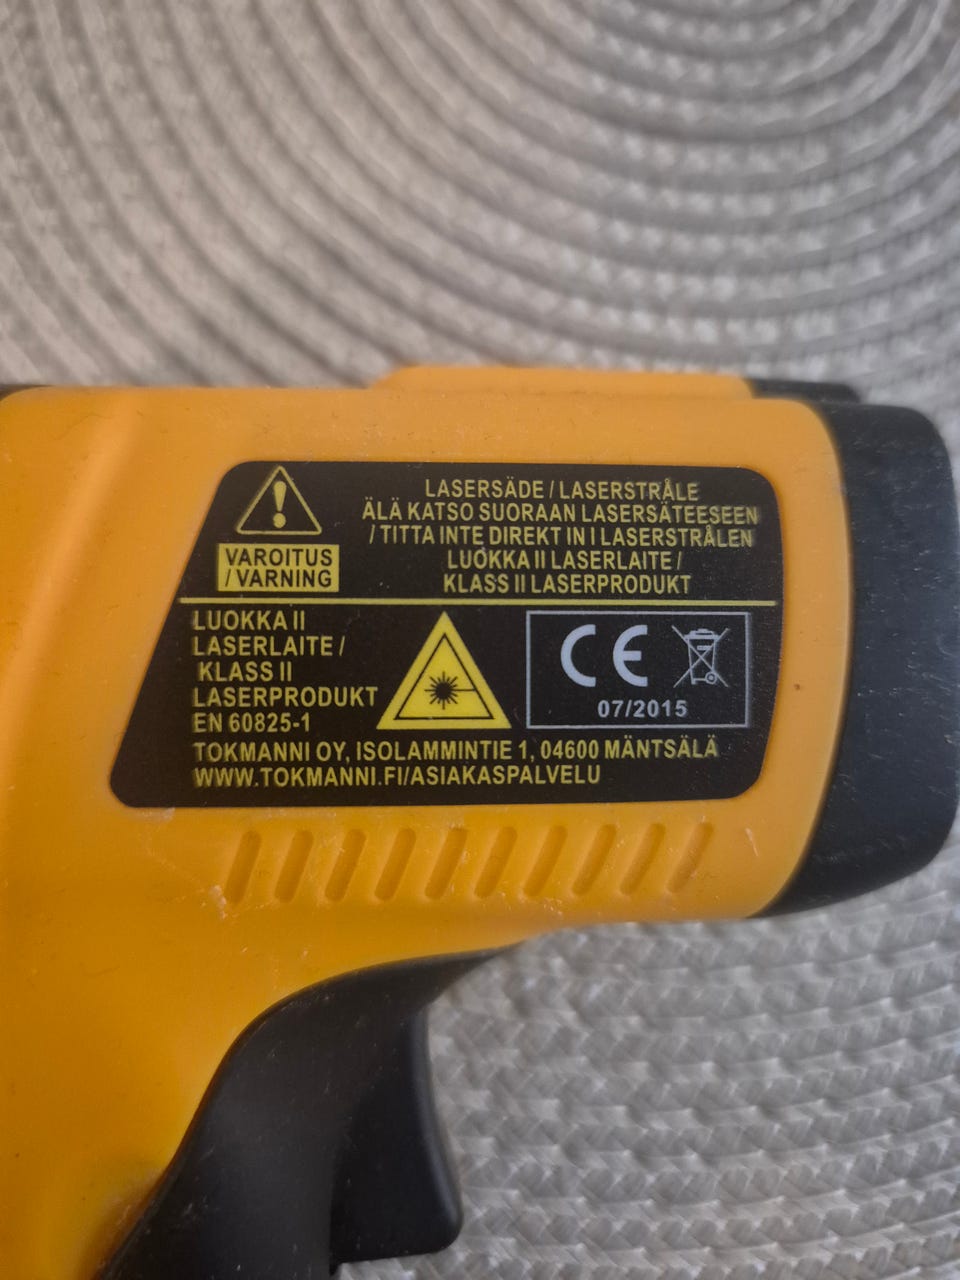 LASERSÄDE / LASERSTRÅLE
ÄLÄ KATSO SUORAAN LASERSÄTEESEEN
/ TITTA INTE DIREKT IN I LASERSTRÅLEN
LUOKKA II LASERLAITE /
KLASS II LASERPRODUKT
VAROITUS
/ VARNING
LUOKKA II
LASERLAITE /
KLASS II
LASERPRODUKT
EN 60825-1
CE
07/2015
TOKMANNI OY, ISOLAMMINTIE 1, 04600 MÄNTSÄLÄ
WWW.TOKMANNI.FI/ASIAKASPALVELU